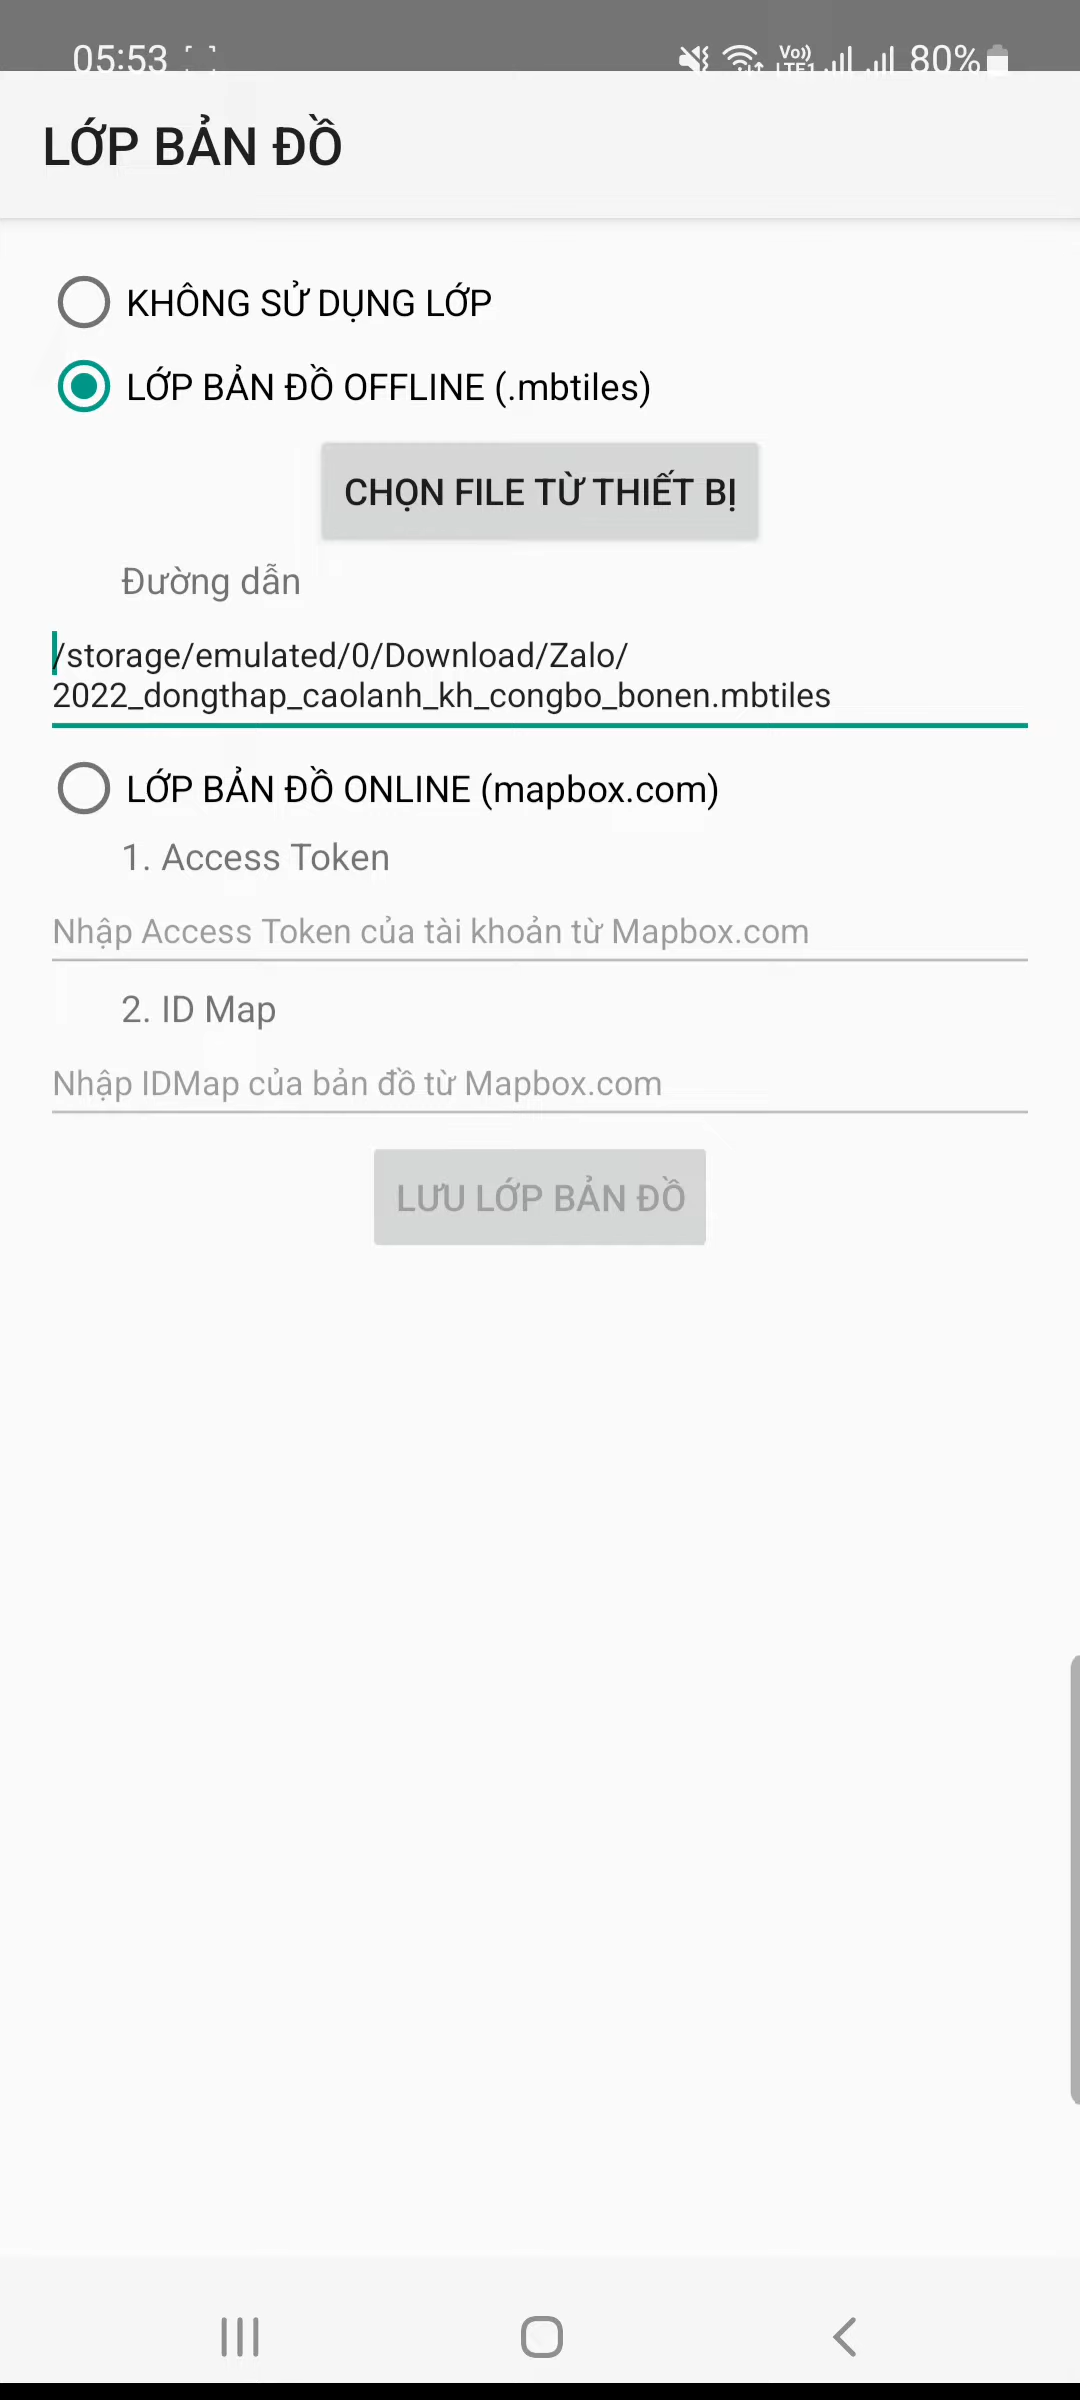 05:53 Vo)) LTE1 80%
LỚP BẢN ĐỒ
KHÔNG SỬ DỤNG LỚP
LỚP BẢN ĐỒ OFFLINE (.mbtiles)
CHỌN FILE TỪ THIẾT BỊ
Đường dẫn
/storage/emulated/0/Download/Zalo/
2022_dongthap_caolanh_kh_congbo_bonen.mbtiles
LỚP BẢN ĐỒ ONLINE (mapbox.com)
1. Access Token
Nhập Access Token của tài khoản từ Mapbox.com
2. ID Map
Nhập IDMap của bản đồ từ Mapbox.com
LƯU LỚP BẢN ĐỒ